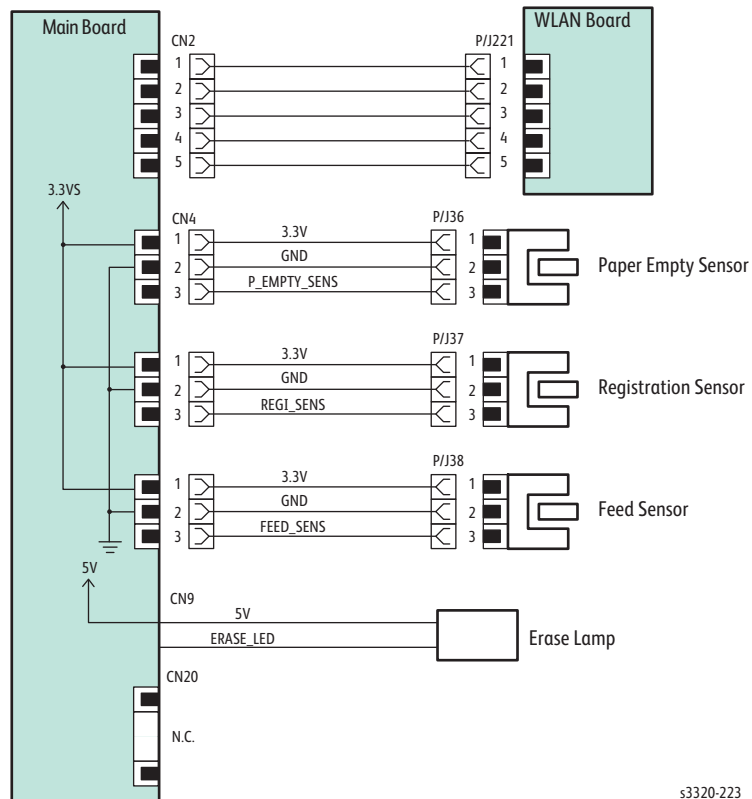 Main Board
WLAN Board
CN2
P/J221
1 1
2 2
3 3
4 4
5 5
3.3VS
CN4
P/J36
1 3.3V 1
2 GND 2
3 P_EMPTY_SENS 3
Paper Empty Sensor
P/J37
1 3.3V 1
2 GND 2
3 REGI_SENS 3
Registration Sensor
P/J38
1 3.3V 1
2 GND 2
3 FEED_SENS 3
Feed Sensor
5V
CN9
5V
ERASE_LED
Erase Lamp
CN20
N.C.
s3320-223